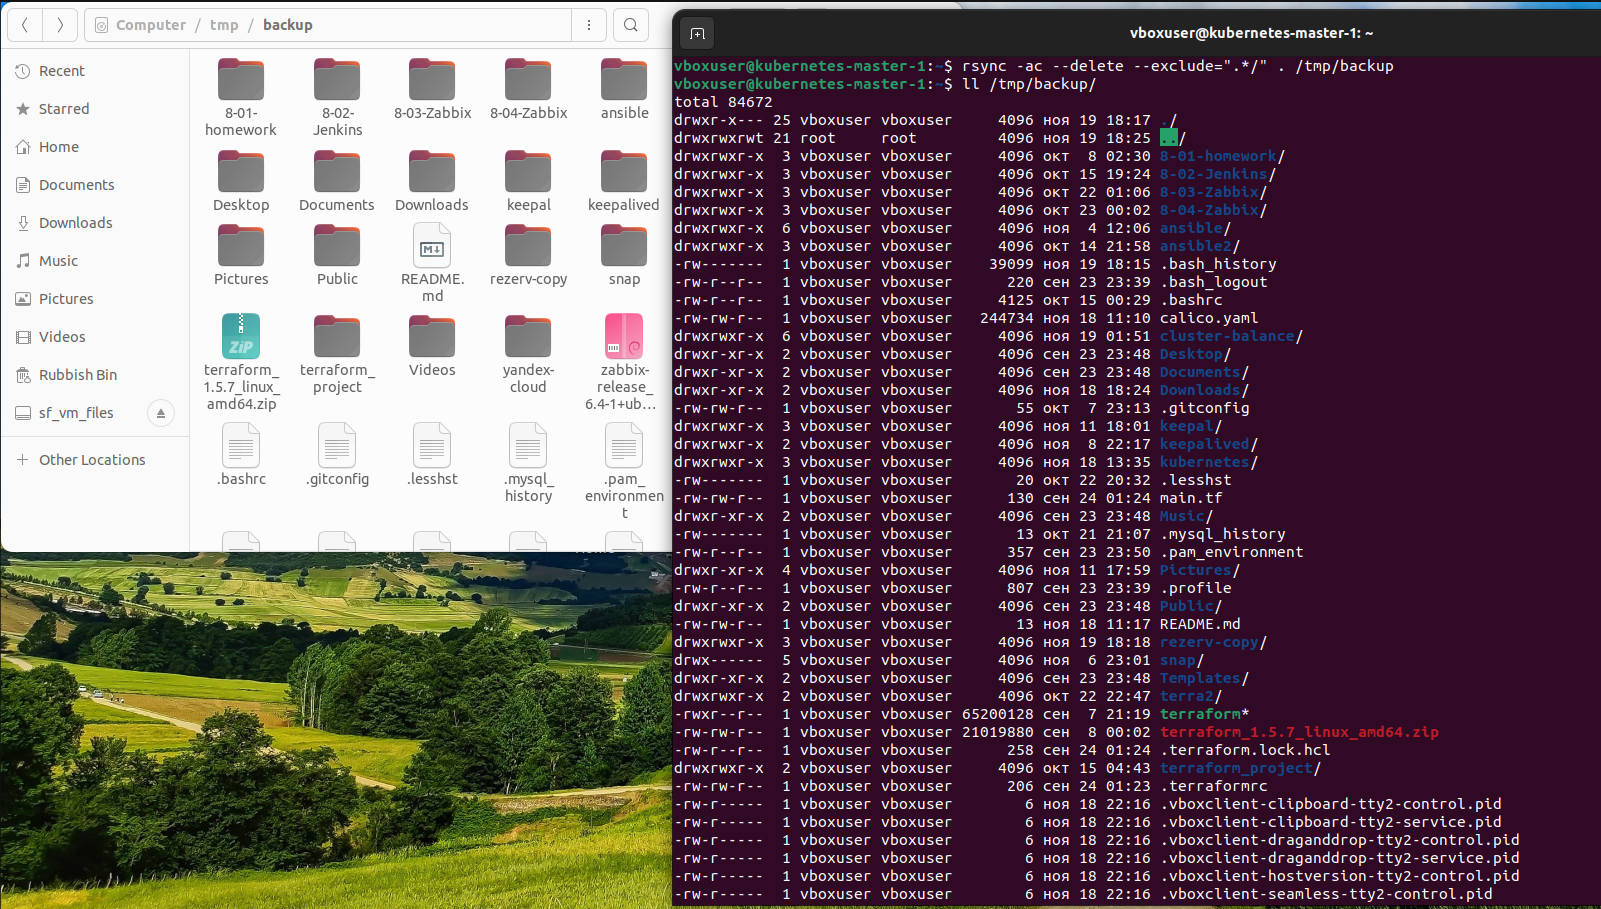 Computer / tmp / backup
Recent
Starred
Home
Documents
Downloads
Music
Pictures
Videos
Rubbish Bin
sf_vm_files
Other Locations
8-01-homework
8-02-Jenkins
8-03-Zabbix
8-04-Zabbix
ansible
Desktop
Documents
Downloads
keepal
keepalived
Pictures
Public
README.md
rezerv-copy
snap
terraform_1.5.7_linux_amd64.zip
terraform_project
Videos
yandex-cloud
zabbix-release_6.4-1+ub...
.bashrc
.gitconfig
.lesshst
.mysql_history
.pam_environment
vboxuser@kubernetes-master-1: ~
vboxuser@kubernetes-master-1:~$ rsync -ac --delete --exclude=".*/" . /tmp/backup
vboxuser@kubernetes-master-1:~$ ll /tmp/backup/
total 84672
drwxr-x--- 25 vboxuser vboxuser 4096 ноя 19 18:17 ./
drwxrwxrwt 21 root root 4096 ноя 19 18:25 ../
drwxrwxr-x 3 vboxuser vboxuser 4096 окт 8 02:30 8-01-homework/
drwxrwxr-x 3 vboxuser vboxuser 4096 окт 15 19:24 8-02-Jenkins/
drwxrwxr-x 3 vboxuser vboxuser 4096 окт 22 01:06 8-03-Zabbix/
drwxrwxr-x 3 vboxuser vboxuser 4096 окт 23 00:02 8-04-Zabbix/
drwxrwxr-x 6 vboxuser vboxuser 4096 ноя 4 12:06 ansible/
drwxrwxr-x 3 vboxuser vboxuser 4096 окт 14 21:58 ansible2/
-rw------- 1 vboxuser vboxuser 39099 ноя 19 18:15 .bash_history
-rw-r--r-- 1 vboxuser vboxuser 220 сен 23 23:39 .bash_logout
-rw-r--r-- 1 vboxuser vboxuser 4125 окт 15 00:29 .bashrc
-rw-rw-r-- 1 vboxuser vboxuser 244734 ноя 18 11:10 calico.yaml
drwxrwxr-x 6 vboxuser vboxuser 4096 ноя 19 01:51 cluster-balance/
drwxr-xr-x 2 vboxuser vboxuser 4096 сен 23 23:48 Desktop/
drwxr-xr-x 2 vboxuser vboxuser 4096 сен 23 23:48 Documents/
drwxr-xr-x 2 vboxuser vboxuser 4096 ноя 18 18:24 Downloads/
-rw-rw-r-- 1 vboxuser vboxuser 55 окт 7 23:13 .gitconfig
drwxrwxr-x 3 vboxuser vboxuser 4096 ноя 11 18:01 keepal/
drwxrwxr-x 2 vboxuser vboxuser 4096 ноя 8 22:17 keepalived/
drwxrwxr-x 3 vboxuser vboxuser 4096 ноя 18 13:35 kubernetes/
-rw------- 1 vboxuser vboxuser 20 окт 22 20:32 .lesshst
-rw-rw-r-- 1 vboxuser vboxuser 130 сен 24 01:24 main.tf
drwxr-xr-x 2 vboxuser vboxuser 4096 сен 23 23:48 Music/
-rw------- 1 vboxuser vboxuser 13 окт 21 21:07 .mysql_history
-rw-r--r-- 1 vboxuser vboxuser 357 сен 23 23:50 .pam_environment
drwxr-xr-x 4 vboxuser vboxuser 4096 ноя 11 17:59 Pictures/
-rw-r--r-- 1 vboxuser vboxuser 807 сен 23 23:39 .profile
drwxr-xr-x 2 vboxuser vboxuser 4096 сен 23 23:48 Public/
-rw-rw-r-- 1 vboxuser vboxuser 13 ноя 18 11:17 README.md
drwxrwxr-x 3 vboxuser vboxuser 4096 ноя 19 18:18 rezerv-copy/
drwx------ 5 vboxuser vboxuser 4096 ноя 6 23:01 snap/
drwxr-xr-x 2 vboxuser vboxuser 4096 сен 23 23:48 Templates/
drwxrwxr-x 2 vboxuser vboxuser 4096 окт 22 22:47 terra2/
-rwxr--r-- 1 vboxuser vboxuser 65200128 сен 7 21:19 terraform*
-rw-rw-r-- 1 vboxuser vboxuser 21019880 сен 8 00:02 terraform_1.5.7_linux_amd64.zip
-rw-r--r-- 1 vboxuser vboxuser 258 сен 24 01:24 .terraform.lock.hcl
drwxrwxr-x 2 vboxuser vboxuser 4096 окт 15 04:43 terraform_project/
-rw-rw-r-- 1 vboxuser vboxuser 206 сен 24 01:23 .terraformrc
-rw-r----- 1 vboxuser vboxuser 6 ноя 18 22:16 .vboxclient-clipboard-tty2-control.pid
-rw-r----- 1 vboxuser vboxuser 6 ноя 18 22:16 .vboxclient-clipboard-tty2-service.pid
-rw-r----- 1 vboxuser vboxuser 6 ноя 18 22:16 .vboxclient-draganddrop-tty2-control.pid
-rw-r----- 1 vboxuser vboxuser 6 ноя 18 22:16 .vboxclient-draganddrop-tty2-service.pid
-rw-r----- 1 vboxuser vboxuser 6 ноя 18 22:16 .vboxclient-hostversion-tty2-control.pid
-rw-r----- 1 vboxuser vboxuser 6 ноя 18 22:16 .vboxclient-seamless-tty2-control.pid